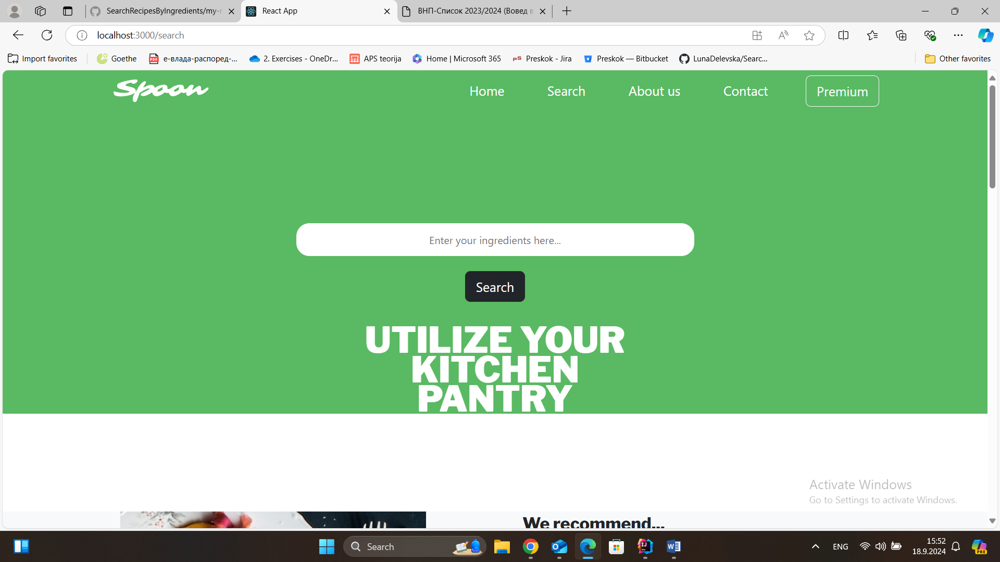 SearchRecipesByIngredients/my-r
React App
ВНП-Список 2023/2024 (Вовед в
localhost:3000/search
Import favorites
Goethe
е-влада-распоред-...
2. Exercises - OneDr...
APS teorija
Home | Microsoft 365
Preskok - Jira
Preskok — Bitbucket
LunaDelevska/Searc...
Other favorites
Spoon
Home
Search
About us
Contact
Premium
Enter your ingredients here...
Search
UTILIZE YOUR
KITCHEN
PANTRY
Activate Windows
Go to Settings to activate Windows.
We recommend...
Search
ENG
15:52
18.9.2024
PRE